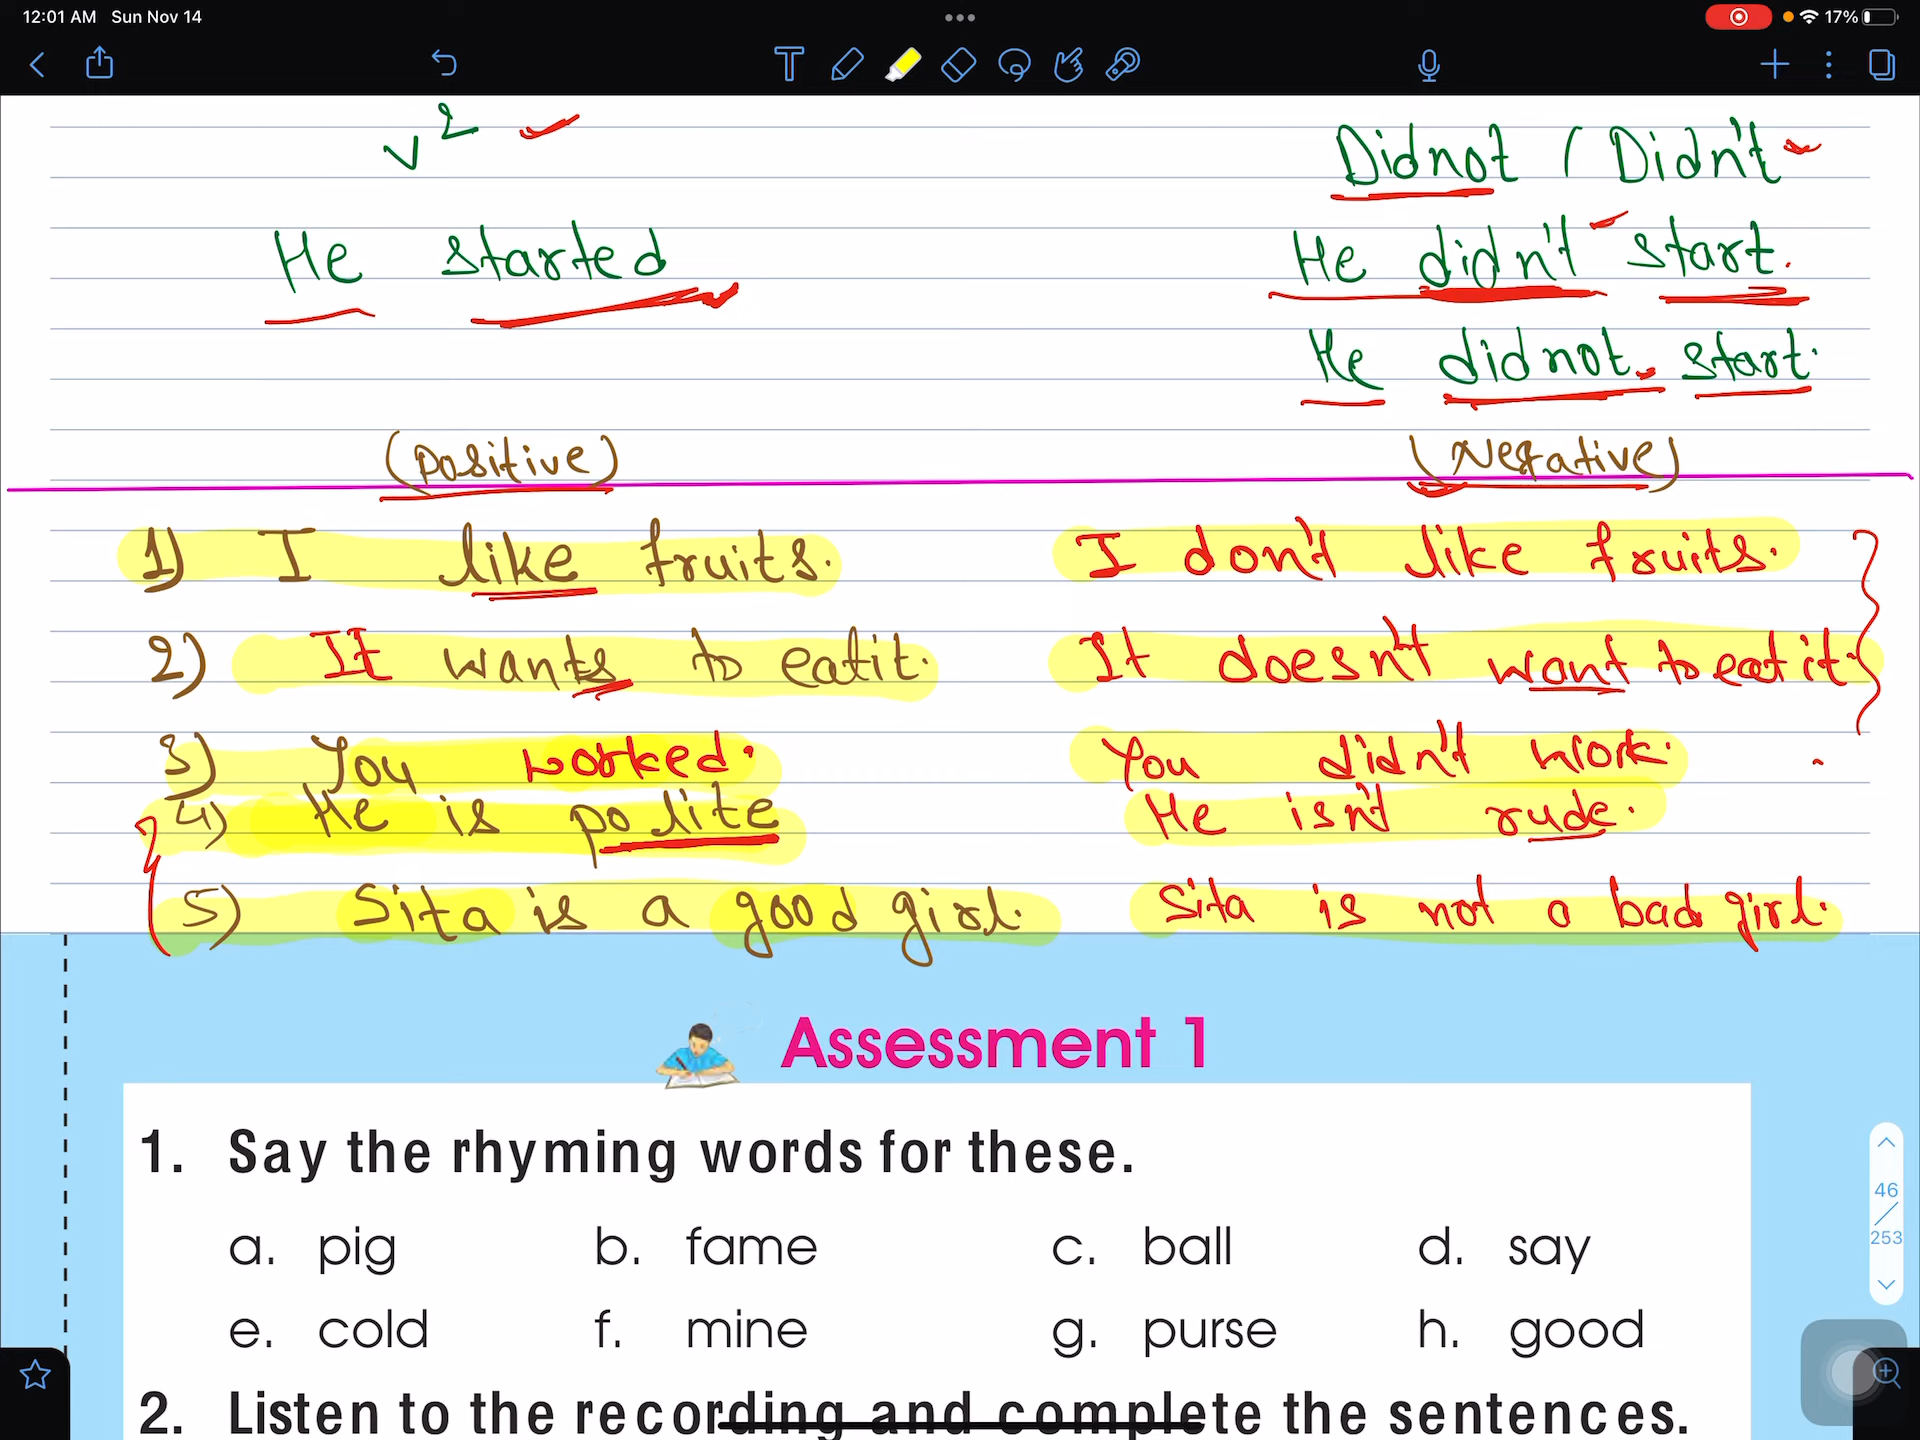 12:01 AM Sun Nov 14 17%
v2 Didnot ( Didn't
He started He didn't start.
He didnot start.
(Positive) (Negative)
1) I like fruits. I don't like fruits.
2) It wants to eatit. It doesn't want to eat it.
3) You worked. You didn't work.
4) He is polite He isn't rude.
5) Sita is a good girl. Sita is not a bad girl.
Assessment 1
1. Say the rhyming words for these.
a. pig b. fame c. ball d. say
e. cold f. mine g. purse h. good
2. Listen to the recording and complete the sentences.
46
/
253